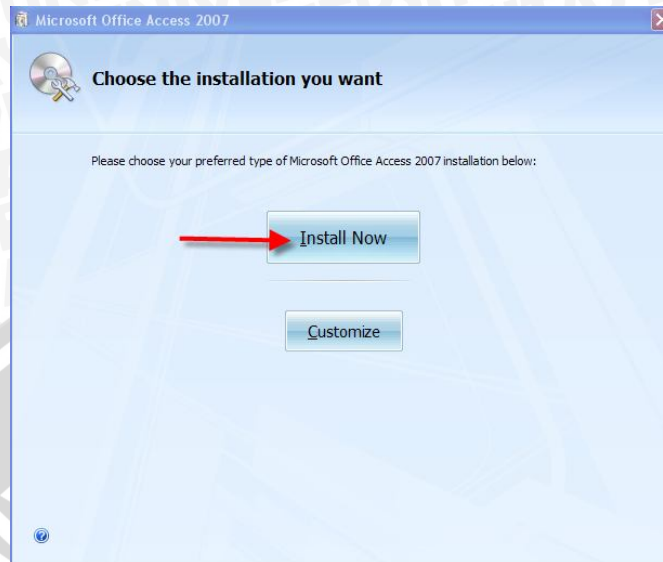 Microsoft Office Access 2007
Choose the installation you want
Please choose your preferred type of Microsoft Office Access 2007 installation below:
Install Now
Customize